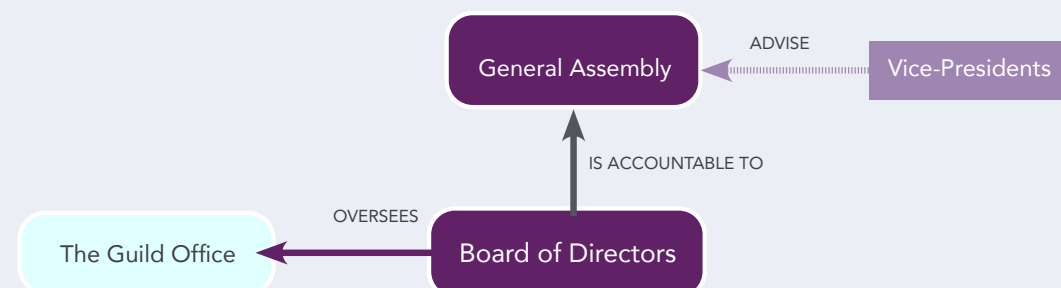 ADVISE
General Assembly
Vice-Presidents
IS ACCOUNTABLE TO
OVERSEES
The Guild Office
Board of Directors